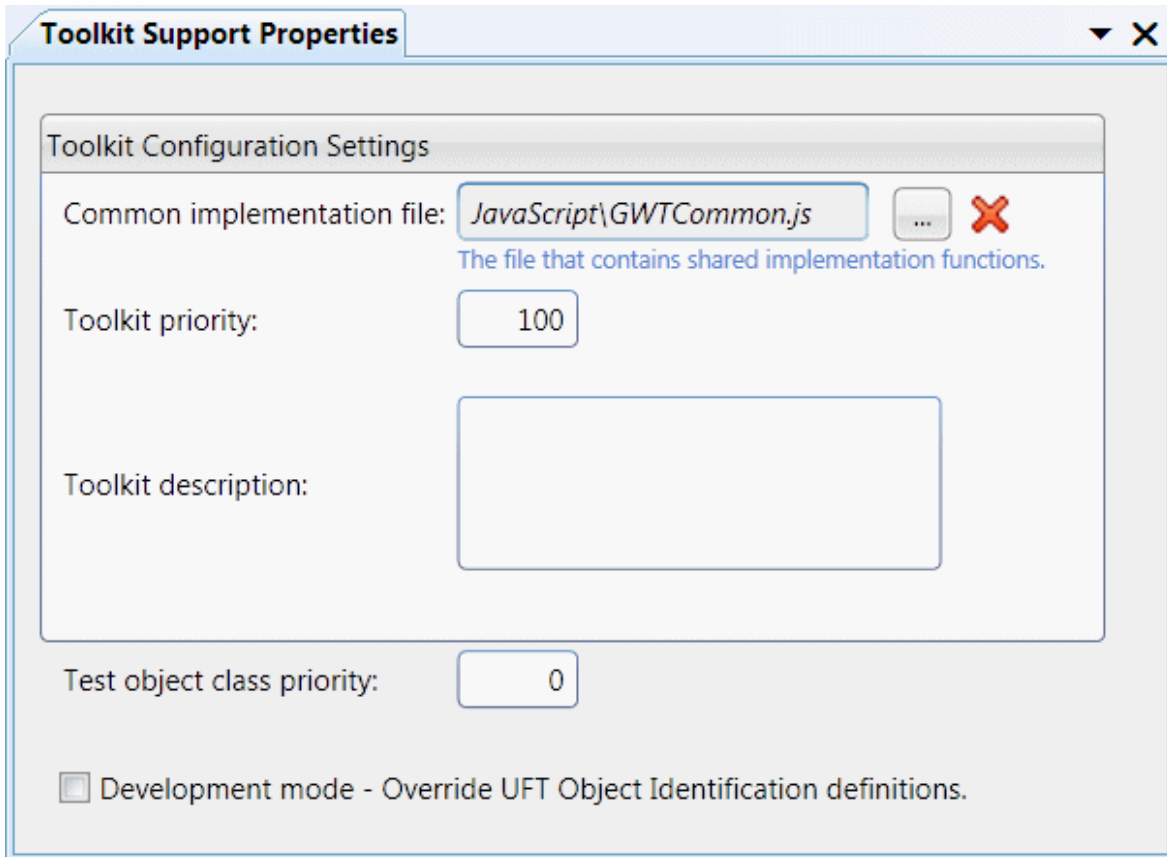 Toolkit Support Properties
Toolkit Configuration Settings
Common implementation file: JavaScript\GWTCommon.js ...
The file that contains shared implementation functions.
Toolkit priority: 100
Toolkit description:
Test object class priority: 0
Development mode - Override UFT Object Identification definitions.